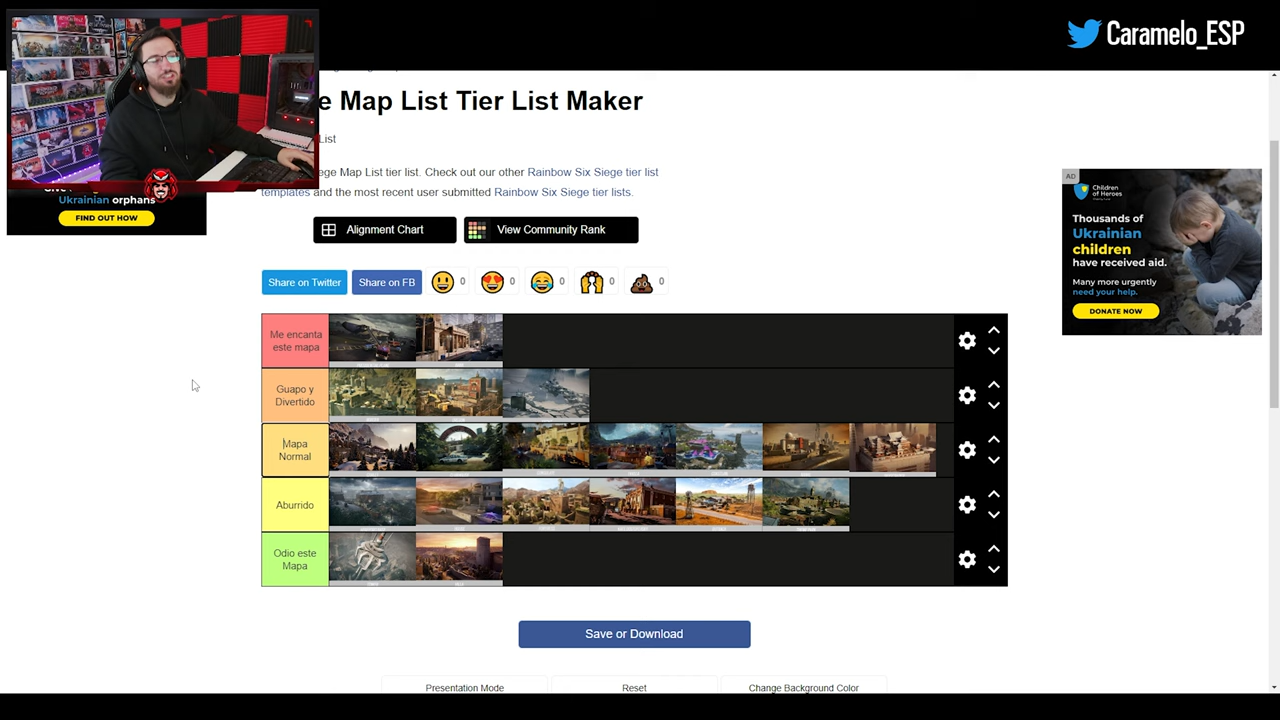 Caramelo_ESP
e Map List Tier List Maker
List
ege Map List tier list. Check out our other Rainbow Six Siege tier list
templates and the most recent user submitted Rainbow Six Siege tier lists.
Ukrainian orphans
FIND OUT HOW
Alignment Chart
View Community Rank
Share on Twitter
Share on FB
0
0
0
0
0
AD
Children
of Heroes
Thousands of
Ukrainian
children
have received aid.
Many more urgently
need your help.
DONATE NOW
Me encanta
este mapa
Guapo y
Divertido
Mapa
Normal
Aburrido
Odio este
Mapa
Save or Download
Presentation Mode
Reset
Change Background Color